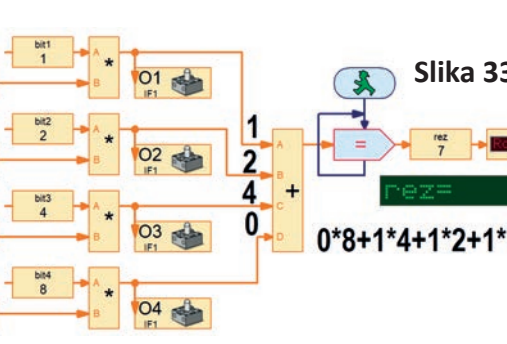 bit1
1
A
B
*
O1
IF1
Slika 33
bit2
2
A
B
*
O2
IF1
1
2
4
0
A
B
C
D
+
=
rez
7
rez=
bit3
4
A
B
*
O3
IF1
0*8+1*4+1*2+1*
bit4
8
A
B
*
O4
IF1